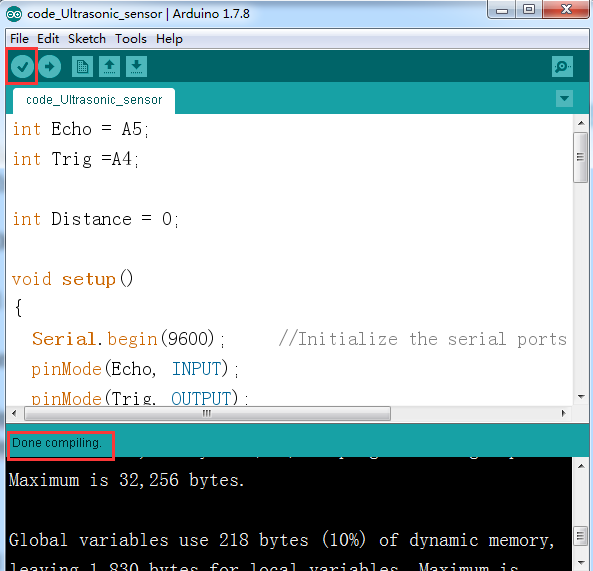 code_Ultrasonic_sensor | Arduino 1.7.8
File Edit Sketch Tools Help
code_Ultrasonic_sensor
int Echo = A5;
int Trig =A4;
int Distance = 0;
void setup()
{
Serial.begin(9600); //Initialize the serial ports
pinMode(Echo, INPUT);
pinMode(Trig, OUTPUT);
Done compiling.
Maximum is 32,256 bytes.
Global variables use 218 bytes (10%) of dynamic memory,
leaving 1,830 bytes for local variables. Maximum is